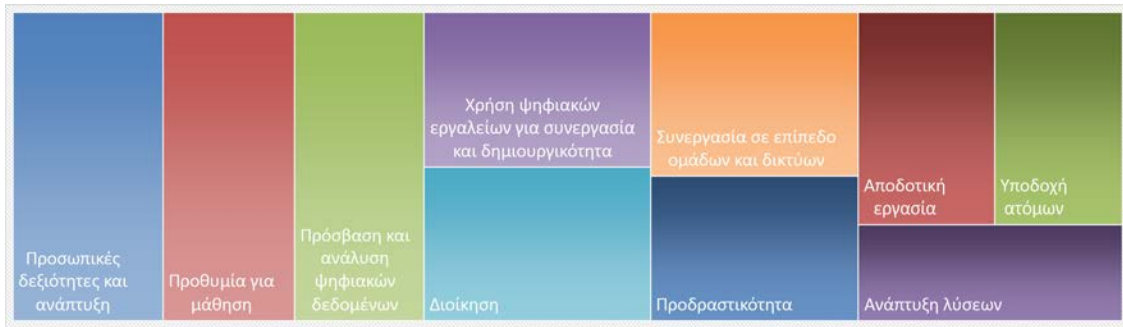 Προσωπικές
δεξιότητες και
ανάπτυξη
Προθυμία για
μάθηση
Πρόσβαση και
ανάλυση
ψηφιακών
δεδομένων
Χρήση ψηφιακών
εργαλείων για συνεργασία
και δημιουργικότητα
Διοίκηση
Συνεργασία σε επίπεδο
ομάδων και δικτύων
Προδραστικότητα
Αποδοτική
εργασία
Υποδοχή
ατόμων
Ανάπτυξη λύσεων